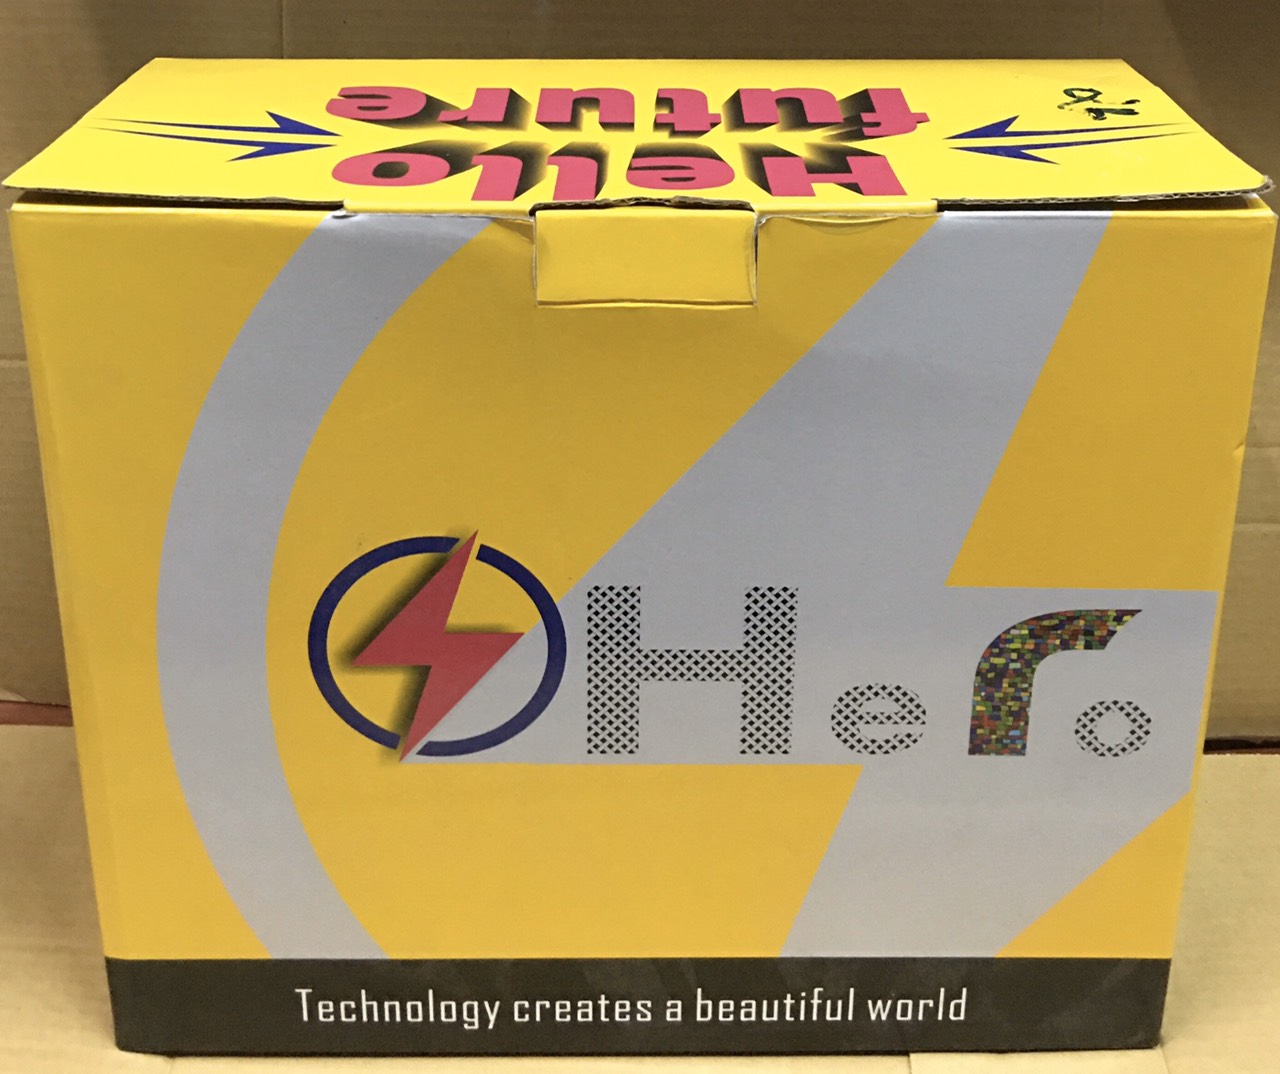 Hello
future
Hero
Technology creates a beautiful world